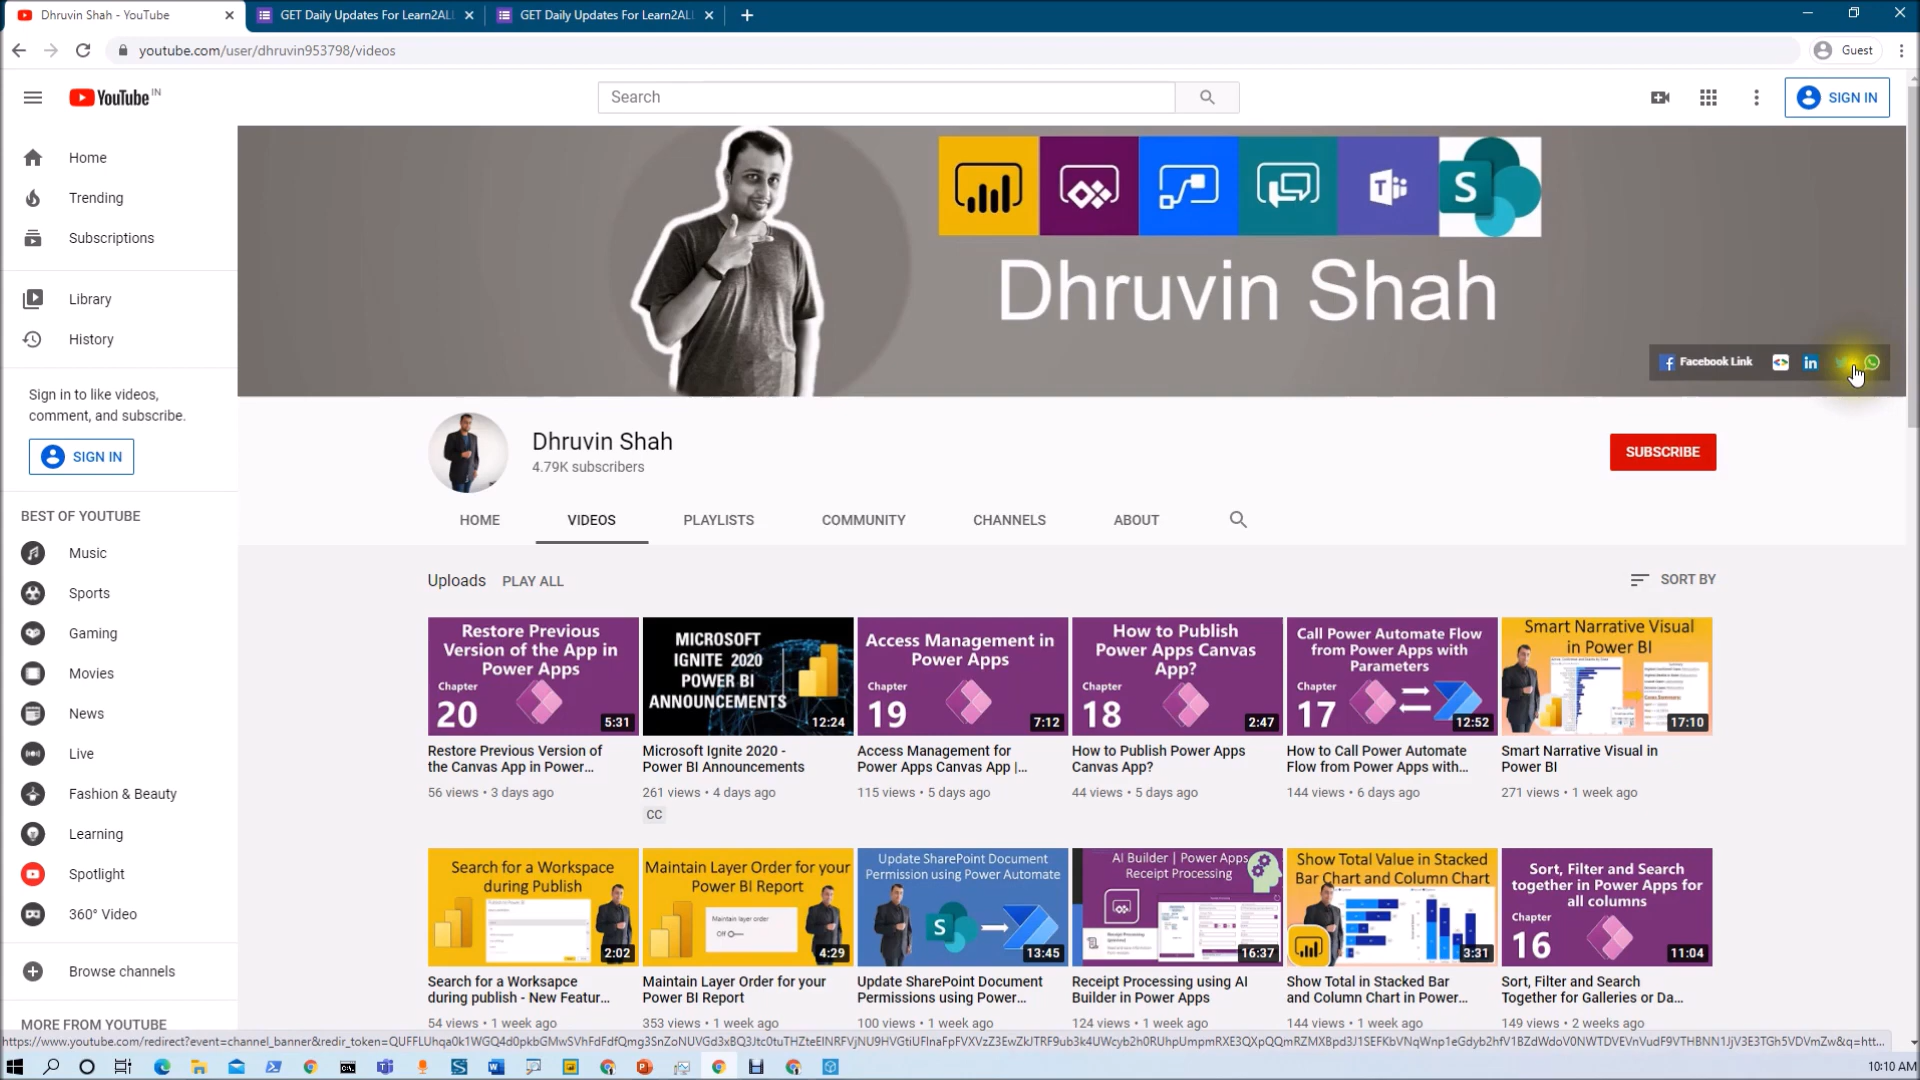 Dhruvin Shah - YouTube
GET Daily Updates For Learn2ALL
GET Daily Updates For Learn2ALL
youtube.com/user/dhruvin953798/videos
Guest
YouTube IN
Search
SIGN IN
Home
Trending
Subscriptions
Library
History
Sign in to like videos,
comment, and subscribe.
SIGN IN
BEST OF YOUTUBE
Music
Sports
Gaming
Movies
News
Live
Fashion & Beauty
Learning
Spotlight
360° Video
Browse channels
MORE FROM YOUTUBE
Dhruvin Shah
Facebook Link
Dhruvin Shah
4.79K subscribers
SUBSCRIBE
HOME
VIDEOS
PLAYLISTS
COMMUNITY
CHANNELS
ABOUT
Uploads
PLAY ALL
SORT BY
Restore Previous
Version of the App in
Power Apps
Chapter
20
5:31
Restore Previous Version of
the Canvas App in Power...
56 views • 3 days ago
MICROSOFT
IGNITE 2020
POWER BI
ANNOUNCEMENTS
12:24
Microsoft Ignite 2020 -
Power BI Announcements
261 views • 4 days ago
CC
Access Management in
Power Apps
Chapter
19
7:12
Access Management for
Power Apps Canvas App |...
115 views • 5 days ago
How to Publish
Power Apps Canvas
App?
Chapter
18
2:47
How to Publish Power Apps
Canvas App?
44 views • 5 days ago
Call Power Automate Flow
from Power Apps with
Parameters
Chapter
17
12:52
How to Call Power Automate
Flow from Power Apps with...
144 views • 6 days ago
Smart Narrative Visual
in Power BI
17:10
Smart Narrative Visual in
Power BI
271 views • 1 week ago
Search for a Workspace
during Publish
2:02
Search for a Worksapce
during publish - New Featur...
54 views • 1 week ago
Maintain Layer Order for your
Power BI Report
Maintain layer order
Off
4:29
Maintain Layer Order for your
Power BI Report
353 views • 1 week ago
Update SharePoint Document
Permission using Power Automate
13:45
Update SharePoint Document
Permissions using Power...
100 views • 1 week ago
AI Builder | Power Apps
Receipt Processing
16:37
Receipt Processing using AI
Builder in Power Apps
124 views • 1 week ago
Show Total Value in Stacked
Bar Chart and Column Chart
3:31
Show Total in Stacked Bar
and Column Chart in Power...
144 views • 1 week ago
Sort, Filter and Search
together in Power Apps for
all columns
Chapter
16
11:04
Sort, Filter and Search
Together for Galleries or Da...
149 views • 2 weeks ago
10:10 AM